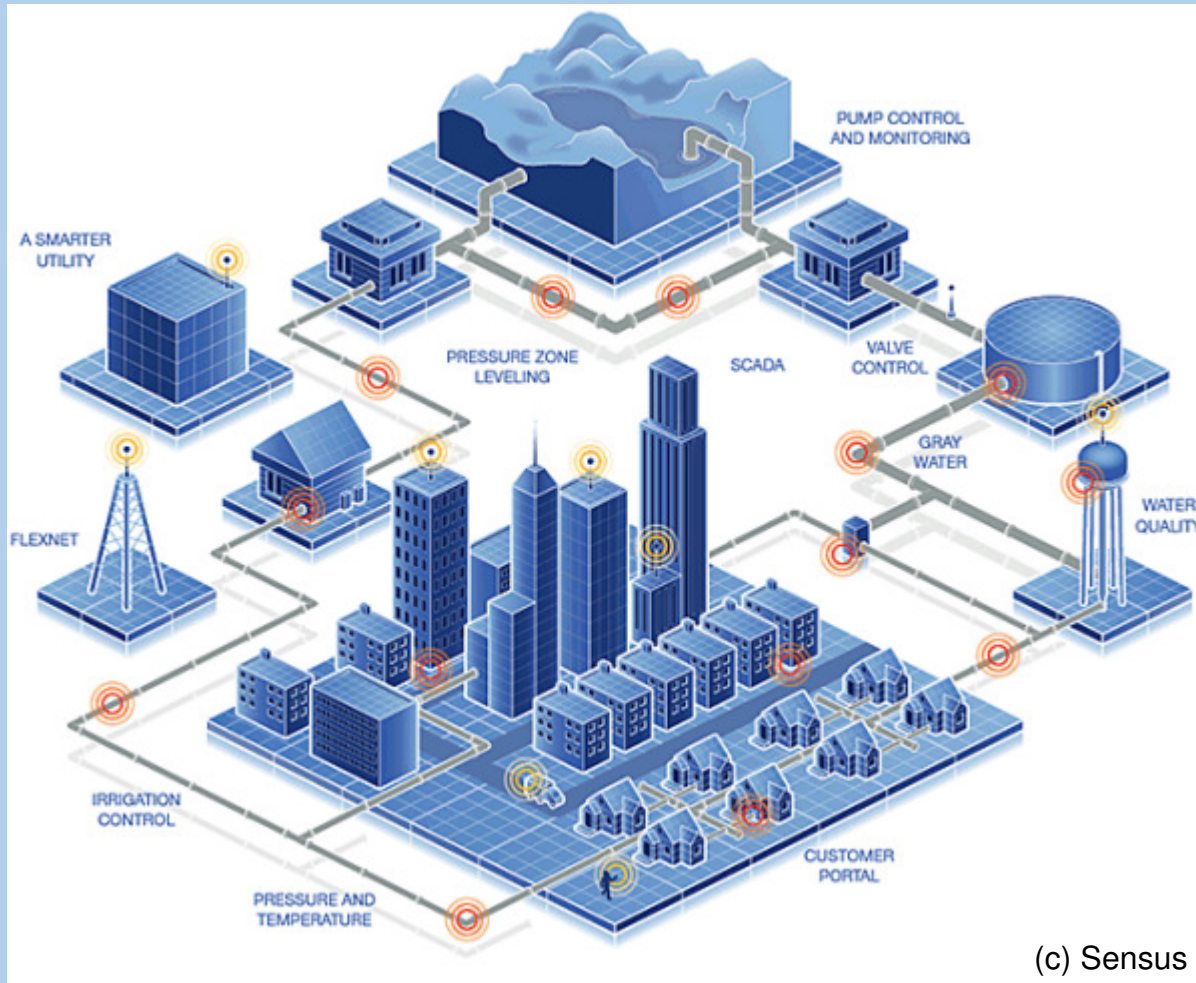 PUMP CONTROL
AND MONITORING
A SMARTER
UTILITY
PRESSURE ZONE
LEVELING
SCADA
VALVE
CONTROL
GRAY
WATER
FLEXNET
WATER
QUALITY
IRRIGATION
CONTROL
CUSTOMER
PORTAL
PRESSURE AND
TEMPERATURE
(c) Sensus